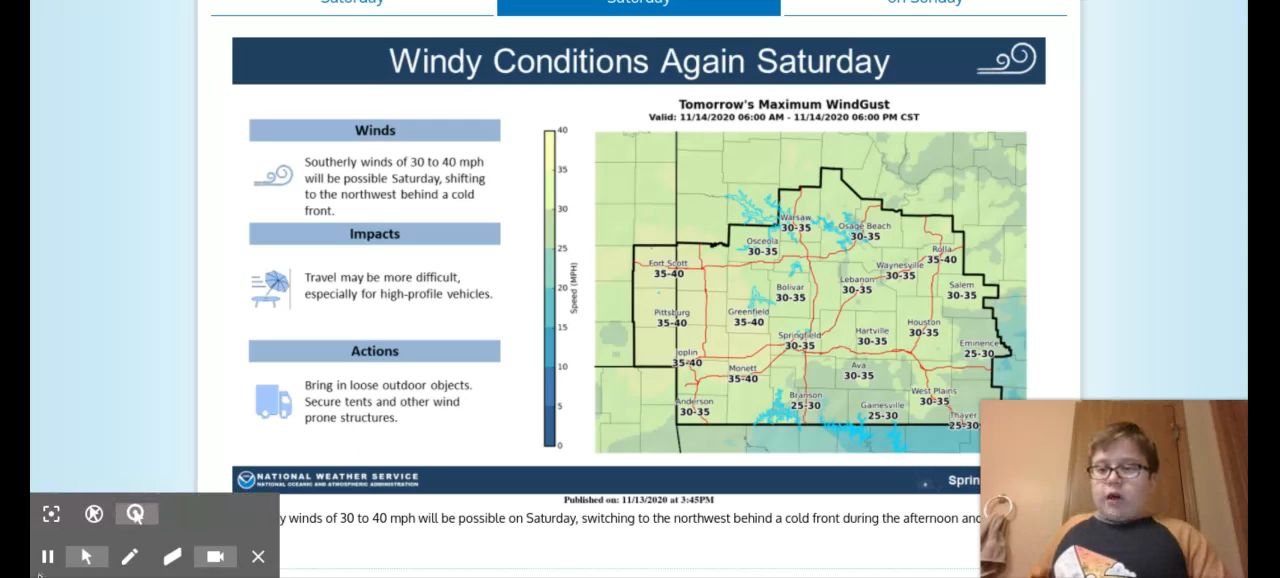 Saturday
Saturday
on Sunday
Windy Conditions Again Saturday
Winds
Southerly winds of 30 to 40 mph
will be possible Saturday, shifting
to the northwest behind a cold
front.
Impacts
Travel may be more difficult,
especially for high-profile vehicles.
Actions
Bring in loose outdoor objects.
Secure tents and other wind
prone structures.
Tomorrow's Maximum WindGust
Valid: 11/14/2020 06:00 AM - 11/14/2020 06:00 PM CST
40
35
30
25
20
15
10
5
0
Speed (MPH)
Warsaw
30-35
Osage Beach
30-35
Osceola
30-35
Rolla
35-40
Fort Scott
35-40
Waynesville
30-35
Lebanon
30-35
Bolivar
30-35
Salem
30-35
Pittsburg
35-40
Greenfield
35-40
Houston
30-35
Hartville
30-35
Springfield
30-35
Eminence
25-30
Joplin
35-40
Monett
35-40
Ava
30-35
Branson
25-30
West Plains
30-35
Anderson
30-35
Gainesville
25-30
Thayer
25-30
NATIONAL WEATHER SERVICE
NATIONAL OCEANIC AND ATMOSPHERIC ADMINISTRATION
Sprin
Published on: 11/13/2020 at 3:45PM
y winds of 30 to 40 mph will be possible on Saturday, switching to the northwest behind a cold front during the afternoon and